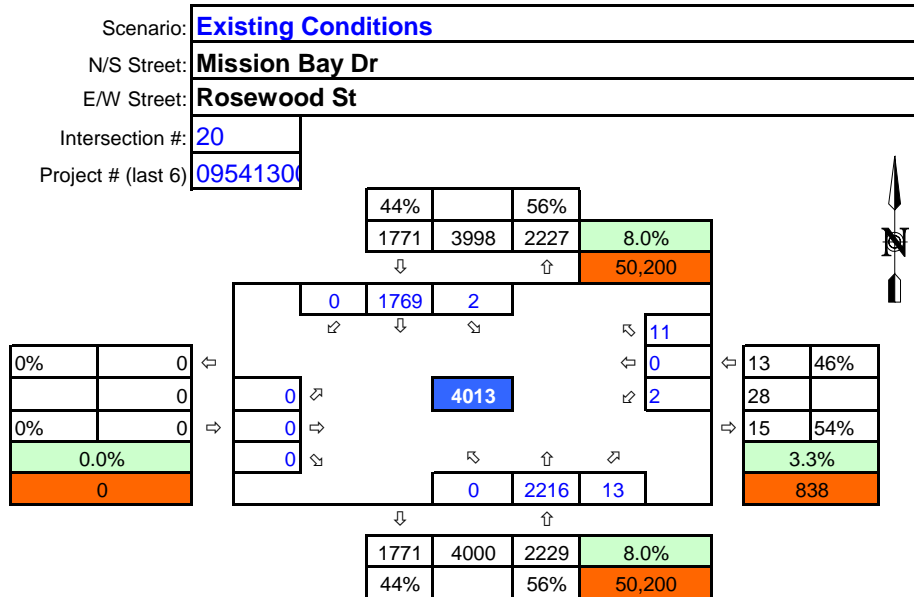 Scenario: Existing Conditions
N/S Street: Mission Bay Dr
E/W Street: Rosewood St
Intersection #: 20
Project # (last 6) 09541300
44% 56%
1771 3998 2227 8.0%
⇩ ⇧ 50,200
N
0 1769 2
⬃ ⇩ ⬂
⬁ 11
0% 0 ⇦ ⇦ 0 ⇦ 13 46%
0 0 ⬀ 4013 ⬃ 2 28
0% 0 ⇨ 0 ⇨ ⇨ 15 54%
0.0% 0 ⬂ ⬁ ⇧ ⬀ 3.3%
0 0 2216 13 838
⇩ ⇧
1771 4000 2229 8.0%
44% 56% 50,200